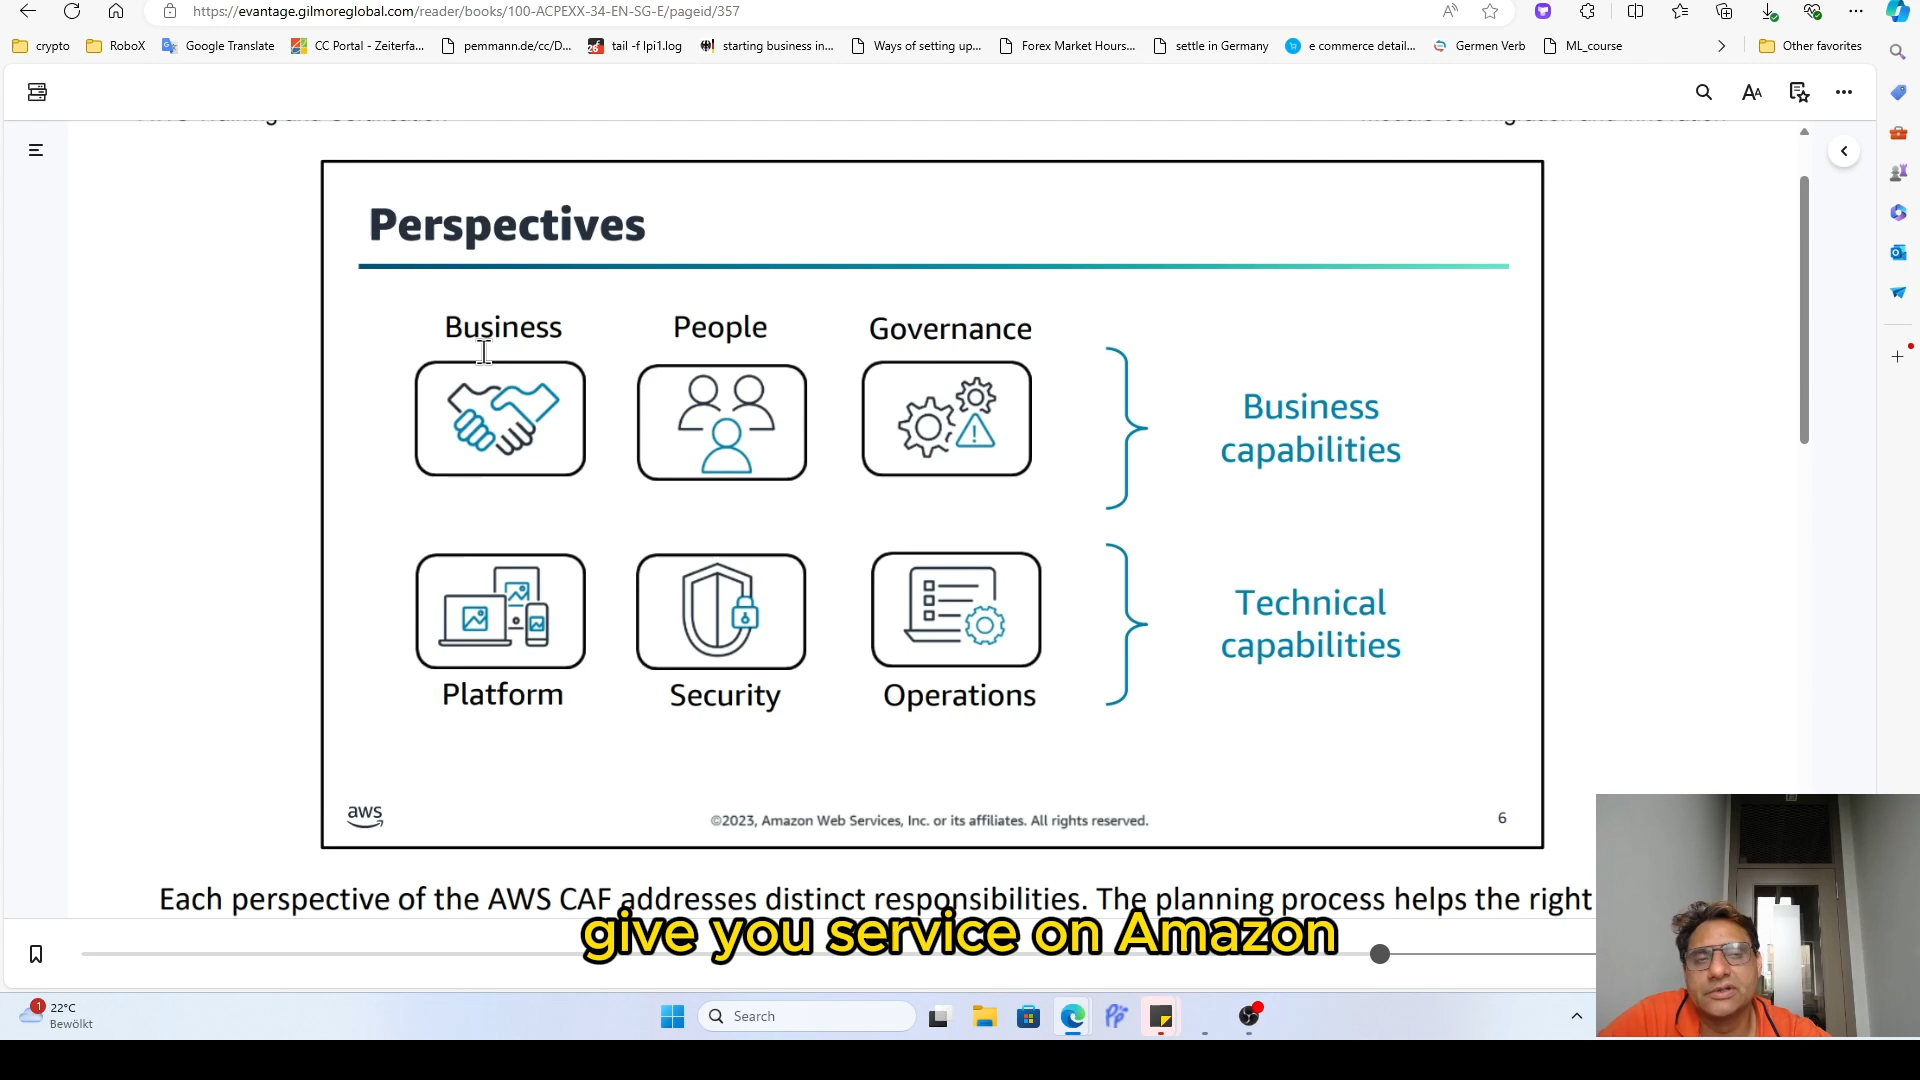 https://evantage.gilmoreglobal.com/reader/books/100-ACPEXX-34-EN-SG-E/pageid/357
crypto RoboX Google Translate CC Portal - Zeiterfa... pemmann.de/cc/D... tail -f lpi1.log starting business in... Ways of setting up... Forex Market Hours... settle in Germany e commerce detail... Germen Verb ML_course Other favorites
Perspectives
Business People Governance
Business
capabilities
Technical
capabilities
Platform Security Operations
aws
©2023, Amazon Web Services, Inc. or its affiliates. All rights reserved.
6
Each perspective of the AWS CAF addresses distinct responsibilities. The planning process helps the right
give you service on Amazon
1
22°C
Bewölkt
Search